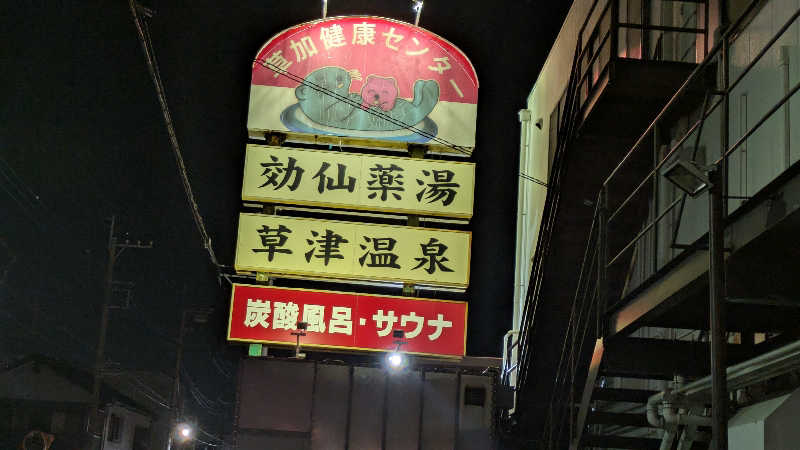 草加健康センター
効仙薬湯
草津温泉
炭酸風呂・サウナ